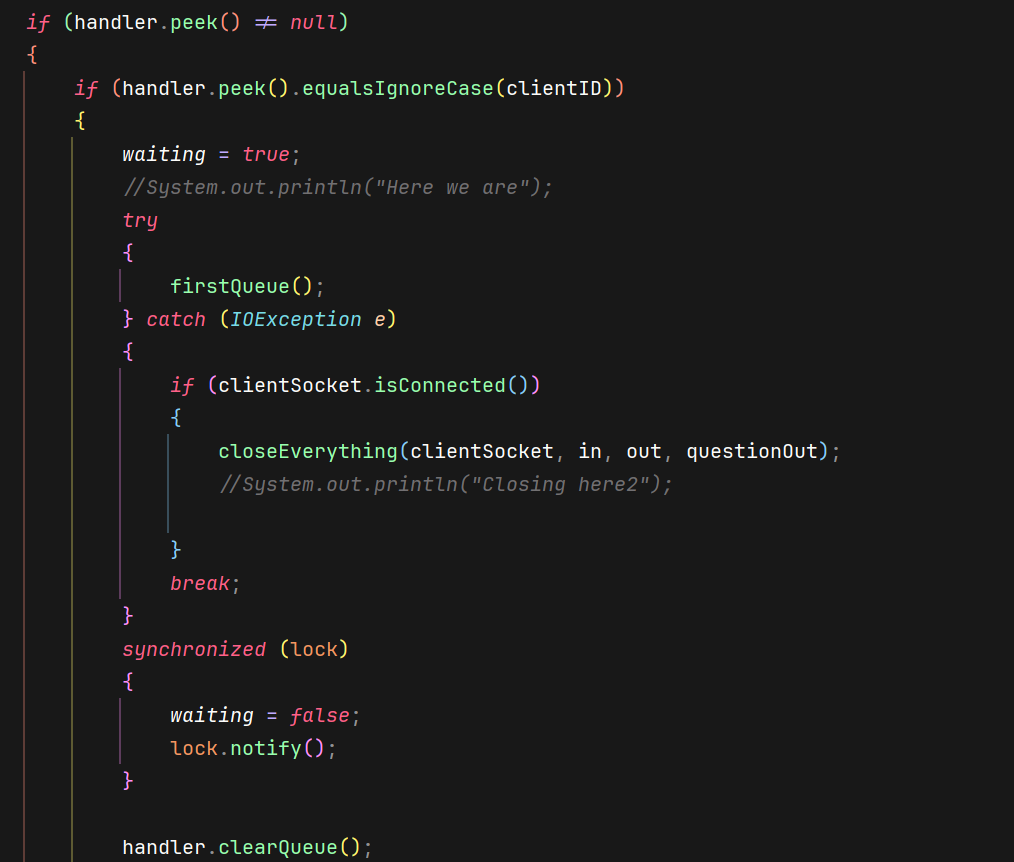 if (handler.peek() != null)
{
if (handler.peek().equalsIgnoreCase(clientID))
{
waiting = true;
//System.out.println("Here we are");
try
{
firstQueue();
} catch (IOException e)
{
if (clientSocket.isConnected())
{
closeEverything(clientSocket, in, out, questionOut);
//System.out.println("Closing here2");
}
break;
}
synchronized (lock)
{
waiting = false;
lock.notify();
}
handler.clearQueue();